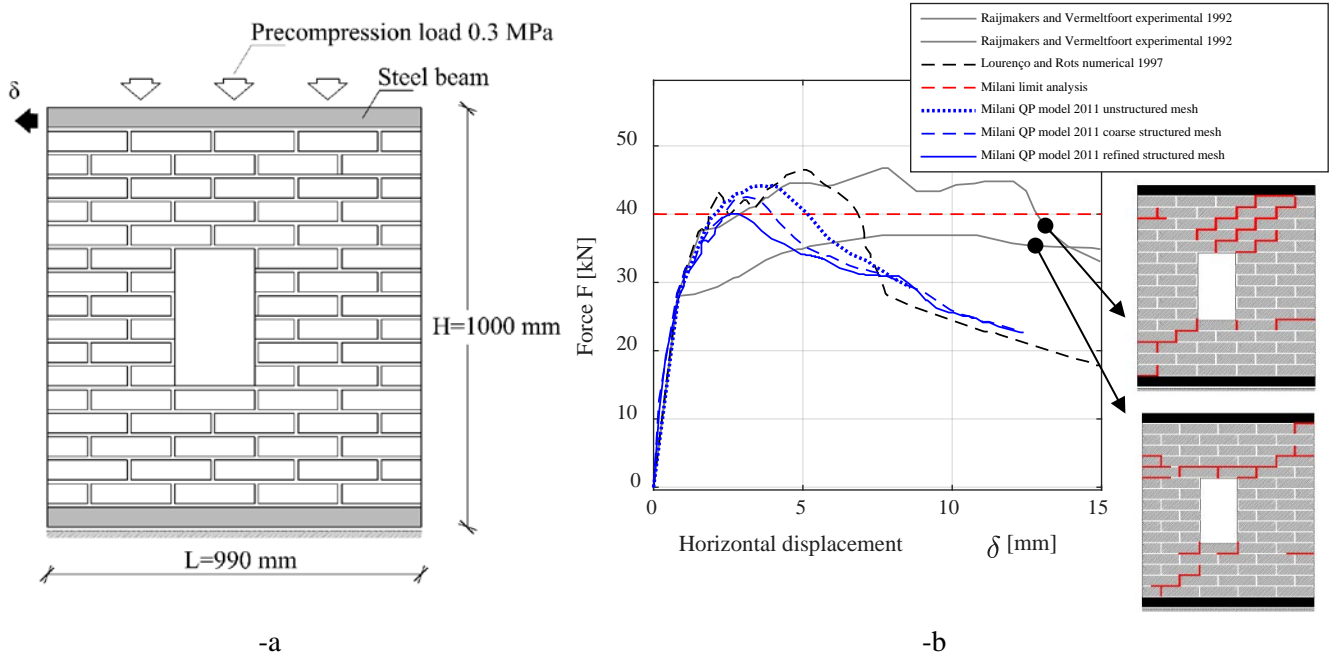 Precompression load 0.3 MPa
Steel beam
δ
H=1000 mm
L=990 mm
-a
Raijmakers and Vermeltfoort experimental 1992
Raijmakers and Vermeltfoort experimental 1992
Lourenço and Rots numerical 1997
Milani limit analysis
Milani QP model 2011 unstructured mesh
Milani QP model 2011 coarse structured mesh
Milani QP model 2011 refined structured mesh
Force F [kN]
50
40
30
20
10
0
0 5 10 15
Horizontal displacement δ [mm]
-b